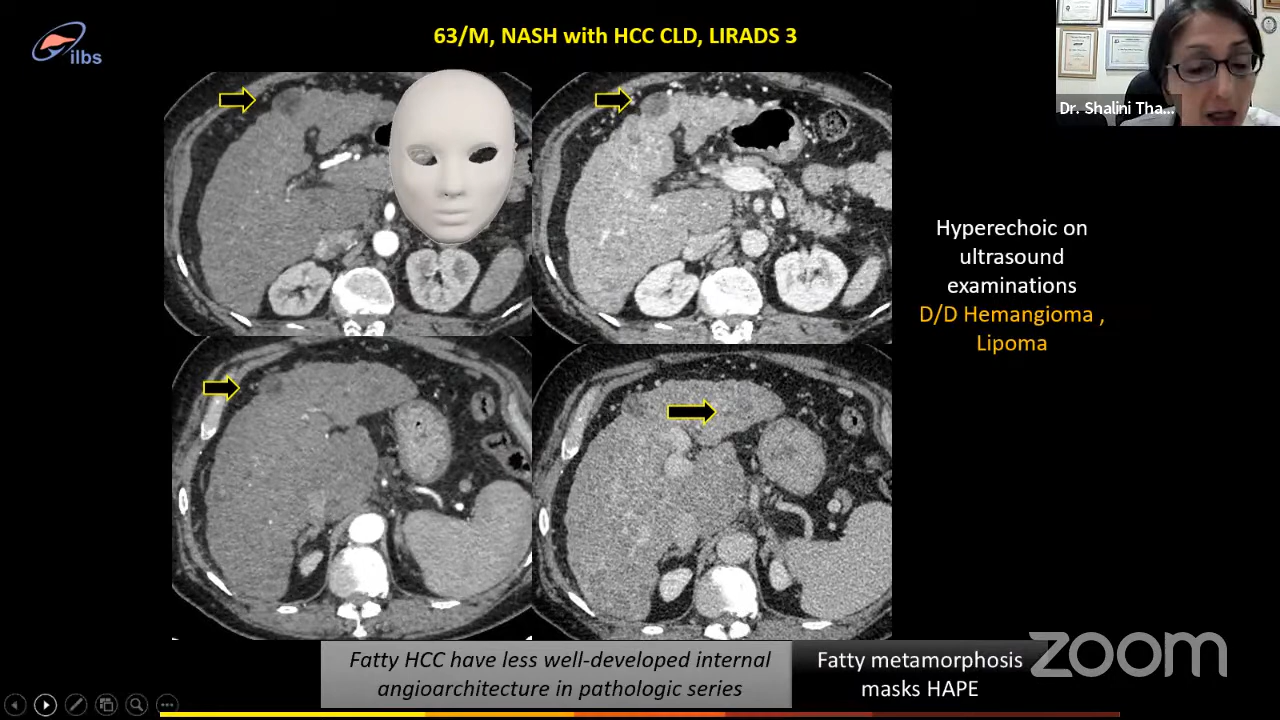 ilbs
63/M, NASH with HCC CLD, LIRADS 3
Dr. Shalini Tha...
Hyperechoic on
ultrasound
examinations
D/D Hemangioma ,
Lipoma
Fatty HCC have less well-developed internal
angioarchitecture in pathologic series
Fatty metamorphosis
masks HAPE
zoom